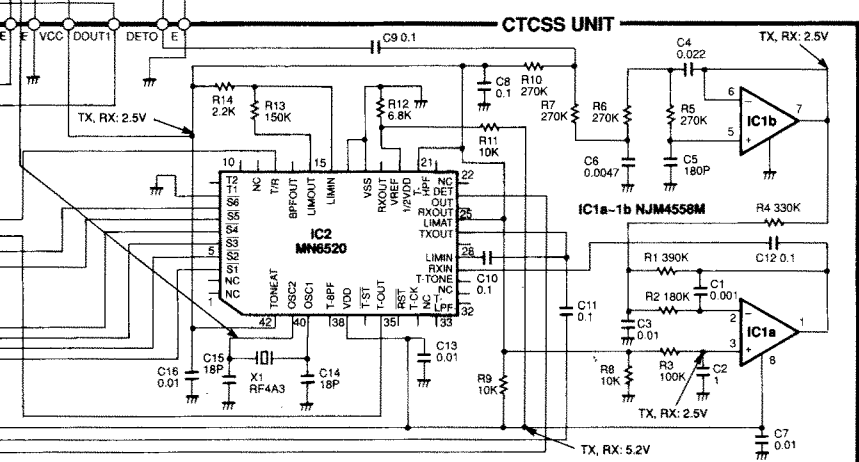 CTCSS UNIT
E
E
VCC
DOUT1
DETO
E
C9 0.1
TX, RX: 2.5V
C4
0.022
R14
2.2K
R13
150K
R12
6.8K
C8
0.1
R10
270K
R7
270K
R6
270K
R5
270K
6
7
5
IC1b
TX, RX: 2.5V
R11
10K
C6
0.0047
C5
180P
10
15
21
22
NC
T/R
BPFOUT
LIMOUT
LIMIN
VSS
RXOUT
VREF
1/2VDD
T-
HPF
NC
DET
OUT
RXOUT
25
LIMAT
TXOUT
LIMIN
28
RXIN
T-TONE
NC
T-
LPF
32
T2
T1
S6
S5
S4
S3
5
S2
S1
NC
NC
1
IC2
MN6520
IC1a~1b NJM4558M
R4 330K
C12 0.1
R1 390K
C10
0.1
C1
0.001
R2 180K
C11
0.1
C3
0.01
2
1
3
8
IC1a
TONEAT
OSC2
OSC1
T-BPF
VDD
T-ST
T-OUT
RST
T-CK
NC
42
40
38
35
33
C16
0.01
C15
18P
X1
RF4A3
C14
18P
C13
0.01
R9
10K
R8
10K
R3
100K
C2
1
TX, RX: 2.5V
C7
0.01
TX, RX: 5.2V